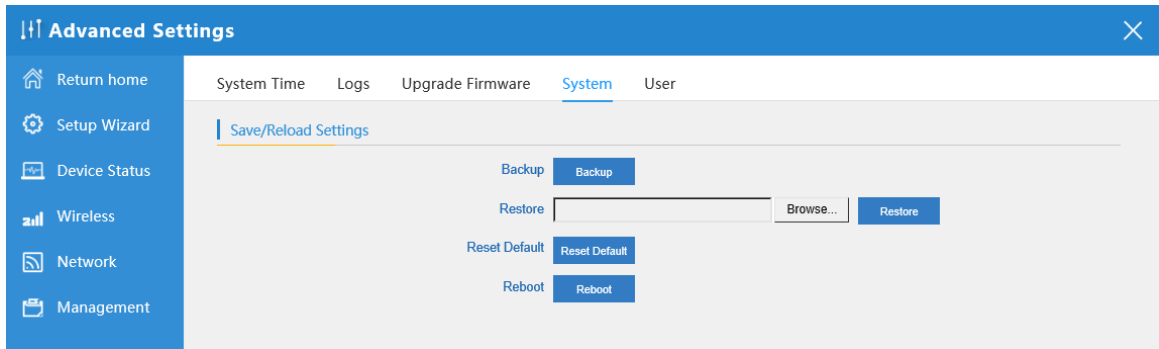 Advanced Settings
Return home
Setup Wizard
Device Status
Wireless
Network
Management
System Time Logs Upgrade Firmware System User
Save/Reload Settings
Backup Backup
Restore Browse... Restore
Reset Default Reset Default
Reboot Reboot